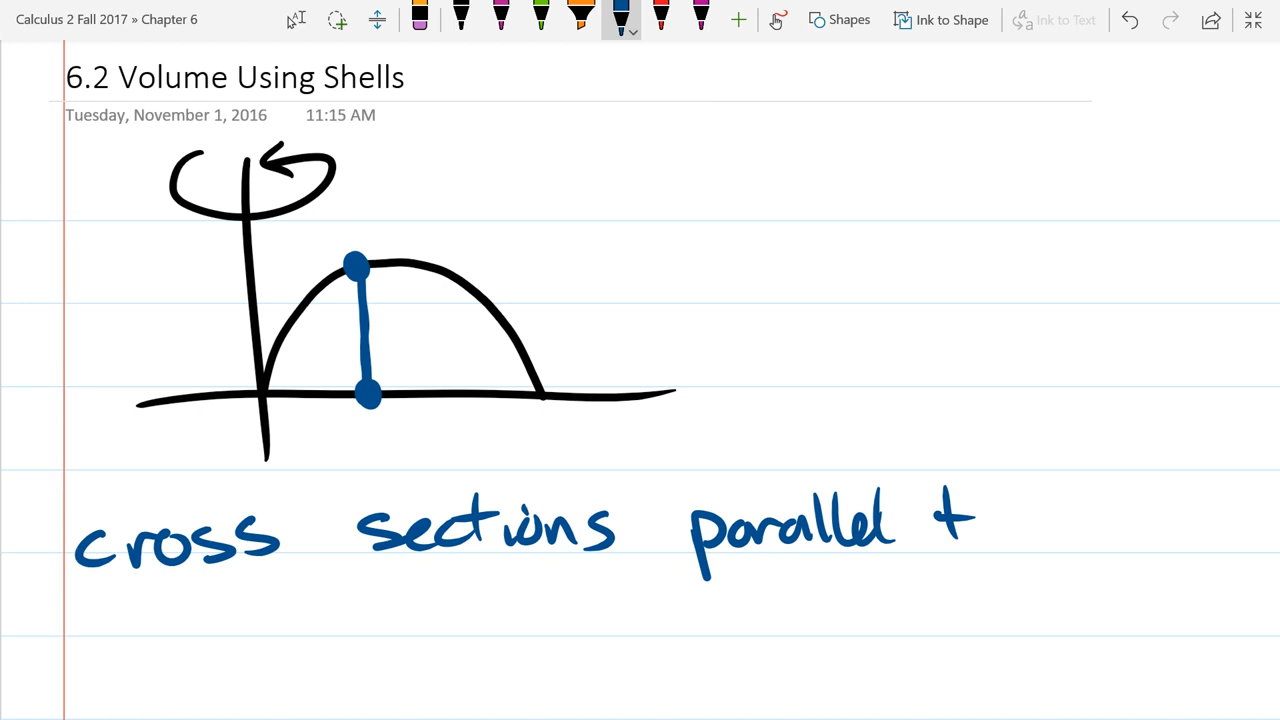 Calculus 2 Fall 2017 » Chapter 6
Shapes
Ink to Shape
Ink to Text
6.2 Volume Using Shells
Tuesday, November 1, 2016 11:15 AM
cross sections parallel t